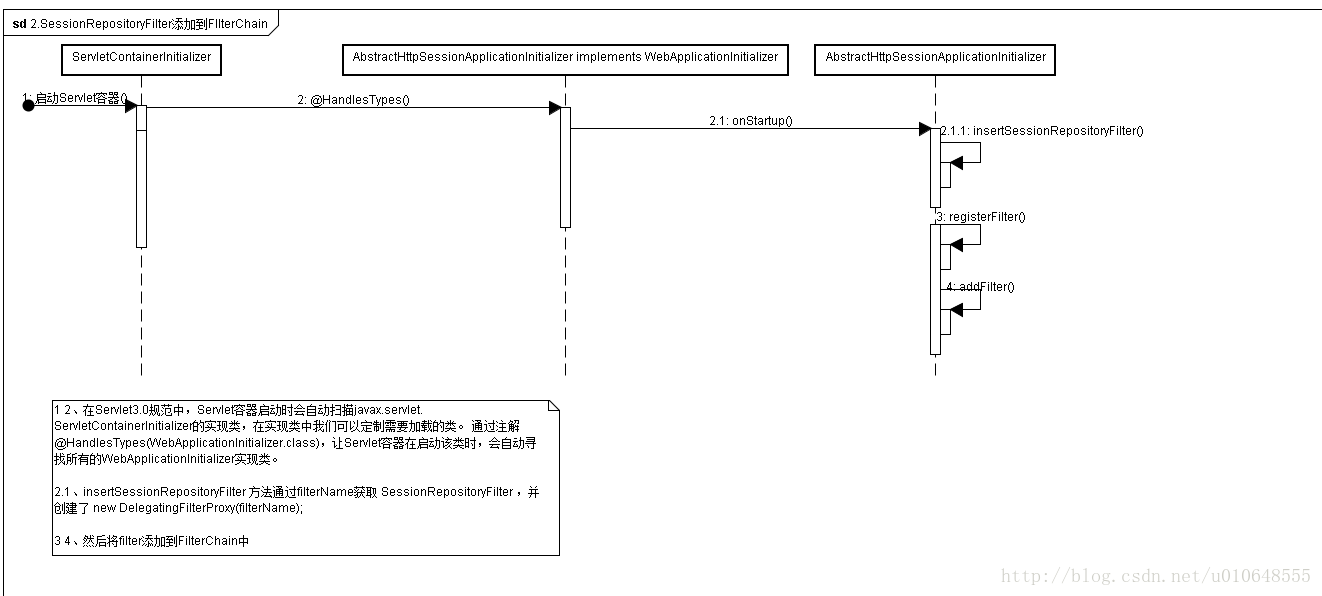 sd 2.SessionRepositoryFilter添加到FIlterChain
ServletContainerInitializer
AbstractHttpSessionApplicationInitializer implements WebApplicationInitializer
AbstractHttpSessionApplicationInitializer
1: 启动Servlet容器()
2: @HandlesTypes()
2.1: onStartup()
2.1.1: insertSessionRepositoryFilter()
3: registerFilter()
4: addFilter()
1 2、在Servlet3.0规范中，Servlet容器启动时会自动扫描javax.servlet.
ServletContainerInitializer的实现类，在实现类中我们可以定制需要加载的类。 通过注解
@HandlesTypes(WebApplicationInitializer.class)，让Servlet容器在启动该类时，会自动寻
找所有的WebApplicationInitializer实现类。
2.1、insertSessionRepositoryFilter 方法通过filterName获取 SessionRepositoryFilter ，并
创建了 new DelegatingFilterProxy(filterName);
3 4、然后将filter添加到FilterChain中
http://blog.csdn.net/u010648555